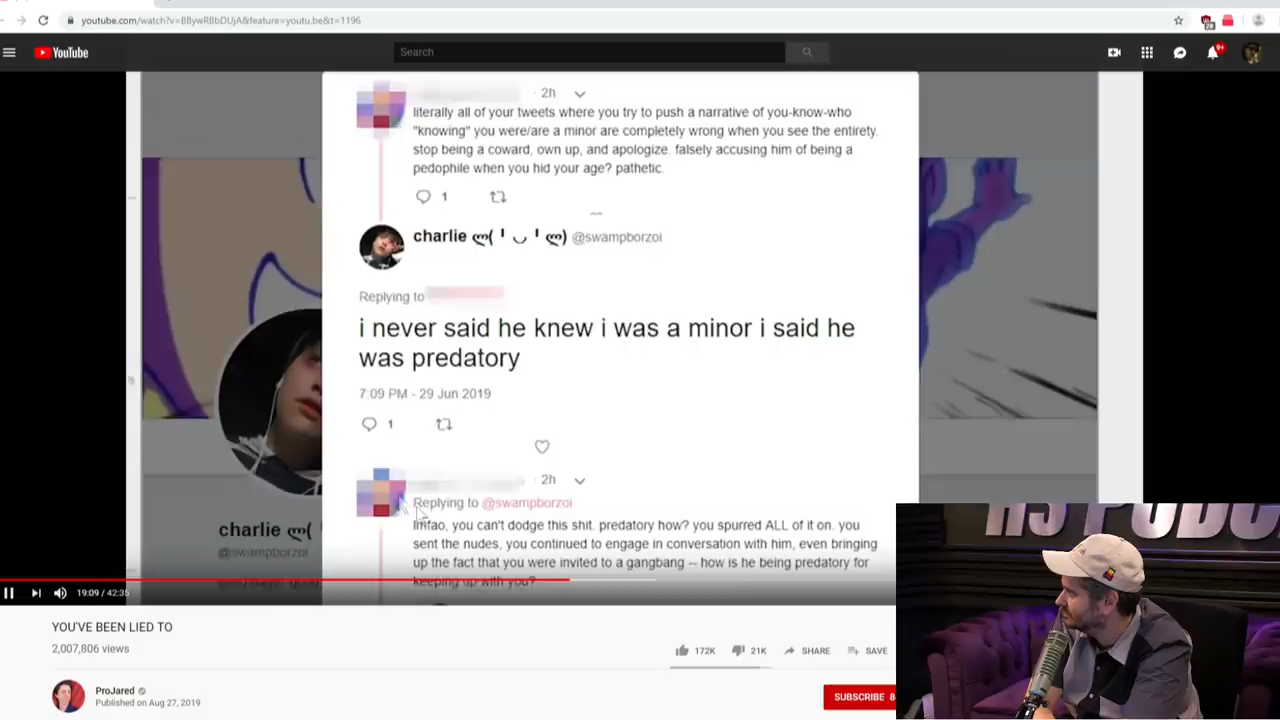 youtube.com/watch?v=BBywRBbDUjA&feature=youtu.be&t=1196
YouTube
Search
9+
2h
literally all of your tweets where you try to push a narrative of you-know-who
"knowing" you were/are a minor are completely wrong when you see the entirety.
stop being a coward, own up, and apologize. falsely accusing him of being a
pedophile when you hid your age? pathetic.
1
charlie ლ( ╹ ◡ ╹ ლ) @swampborzoi
Replying to
i never said he knew i was a minor i said he
was predatory
7:09 PM - 29 Jun 2019
1
2h
Replying to @swampborzoi
lmfao, you can't dodge this shit. predatory how? you spurred ALL of it on. you
sent the nudes, you continued to engage in conversation with him, even bringing
up the fact that you were invited to a gangbang -- how is he being predatory for
keeping up with you?
charlie ლ( ╹
@swampborzoi
19:09 / 42:35
YOU'VE BEEN LIED TO
2,007,806 views
172K 21K SHARE SAVE
ProJared
Published on Aug 27, 2019
SUBSCRIBE
H3 PODC